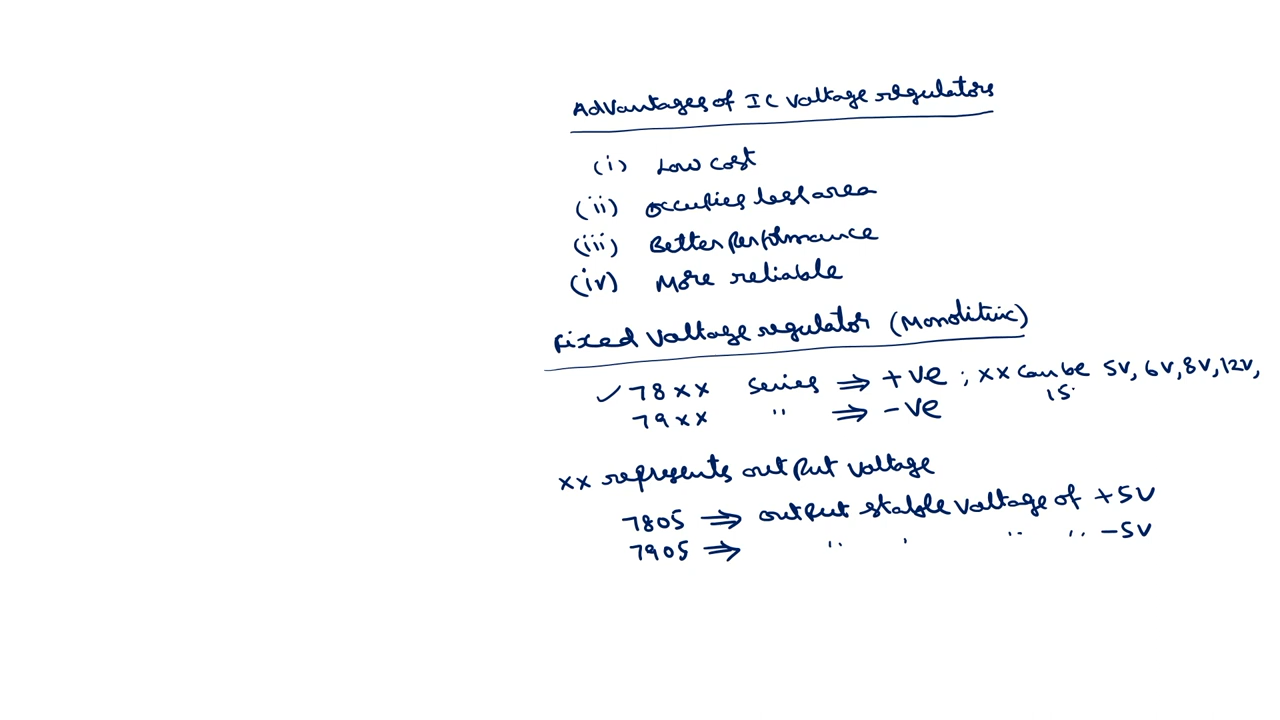 Advantages of IC voltage regulators
(i) Low cost
(ii) Occupies less area
(iii) Better performance
(iv) More reliable
Fixed Voltage regulator (Monolithic)
✓ 78XX Series ⇒ +ve ; XX can be 5V, 6V, 8V, 12V,
15
79XX " ⇒ -ve
XX represents output voltage
7805 ⇒ output stable voltage of +5V
7905 ⇒ " " " " -5V